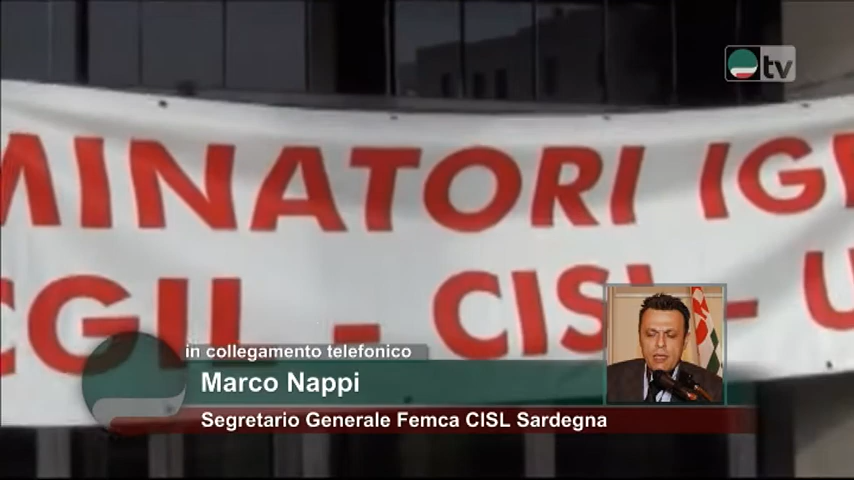 tv
MINATORI IG
CGIL - CISL - U
in collegamento telefonico
Marco Nappi
Segretario Generale Femca CISL Sardegna